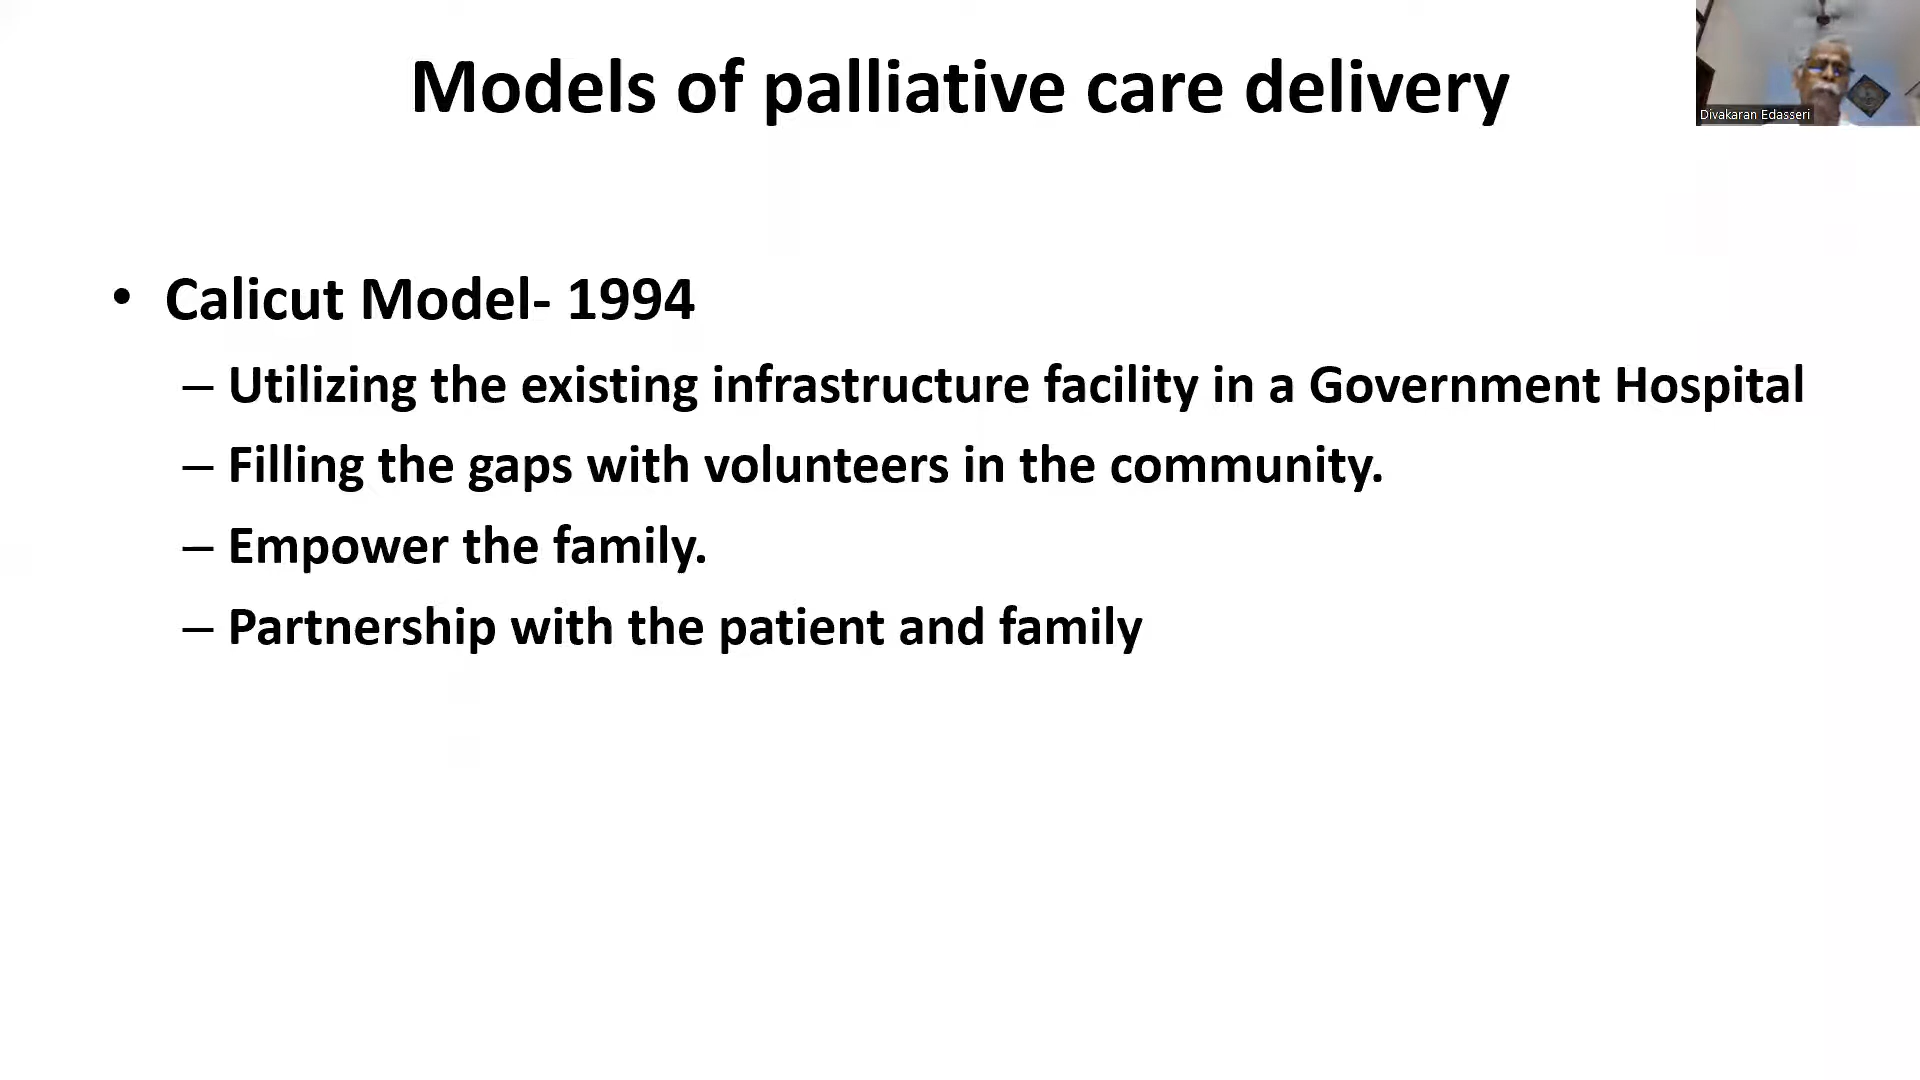 Models of palliative care delivery
Divakaran Edasseri
• Calicut Model- 1994
– Utilizing the existing infrastructure facility in a Government Hospital
– Filling the gaps with volunteers in the community.
– Empower the family.
– Partnership with the patient and family